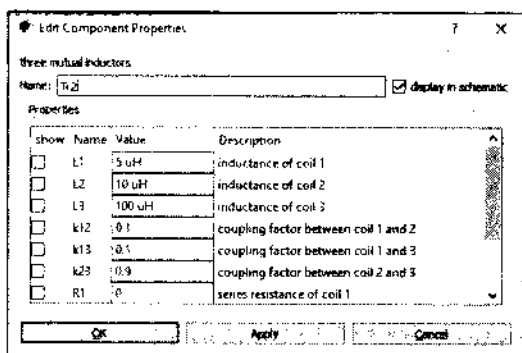 Edit Component Properties ? X
three mutual inductors
Name: Tr2 display in schematic
Properties
show Name Value Description
L1 5 uH inductance of coil 1
L2 10 uH inductance of coil 2
L3 100 uH inductance of coil 3
k12 coupling factor between coil 1 and 2
k13 coupling factor between coil 1 and 3
k23 0.9 coupling factor between coil 2 and 3
R1 0 series resistance of coil 1
OK Apply Cancel